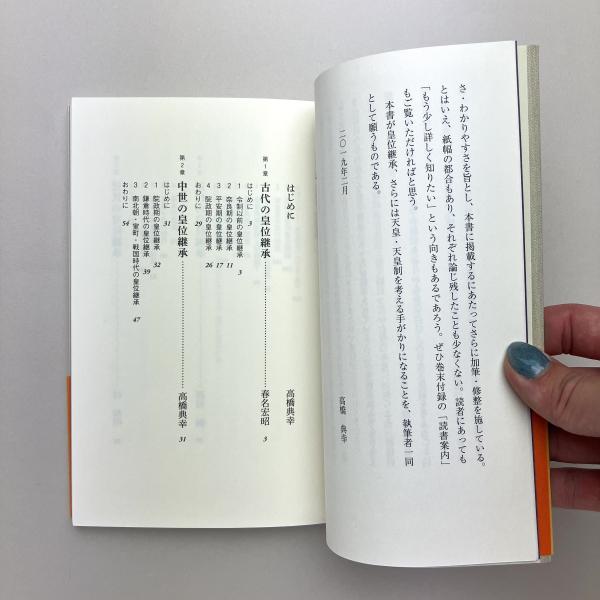 さ・わかりやすさを旨とし、本書に掲載するにあたってさらに加筆・修整を施している。
とはいえ、紙幅の都合もあり、それぞれ論じ残したことも少なくない。読者にあっても
「もう少し詳しく知りたい」という向きもあるであろう。ぜひ巻末付録の「読書案内」
もご覧いただければと思う。
本書が皇位継承、さらには天皇・天皇制を考える手がかりになることを、執筆者一同
として願うものである。
二〇一九年二月
高橋 典幸
はじめに 高橋典幸
第1章 古代の皇位継承 春名宏昭 3
はじめに 3
1 令制以前の皇位継承 3
2 奈良期の皇位継承 11
3 平安期の皇位継承 17
4 院政期の皇位継承 26
おわりに 29
第2章 中世の皇位継承 高橋典幸 31
はじめに 31
1 院政期の皇位継承 32
2 鎌倉時代の皇位継承 39
3 南北朝・室町・戦国時代の皇位継承 47
おわりに 54